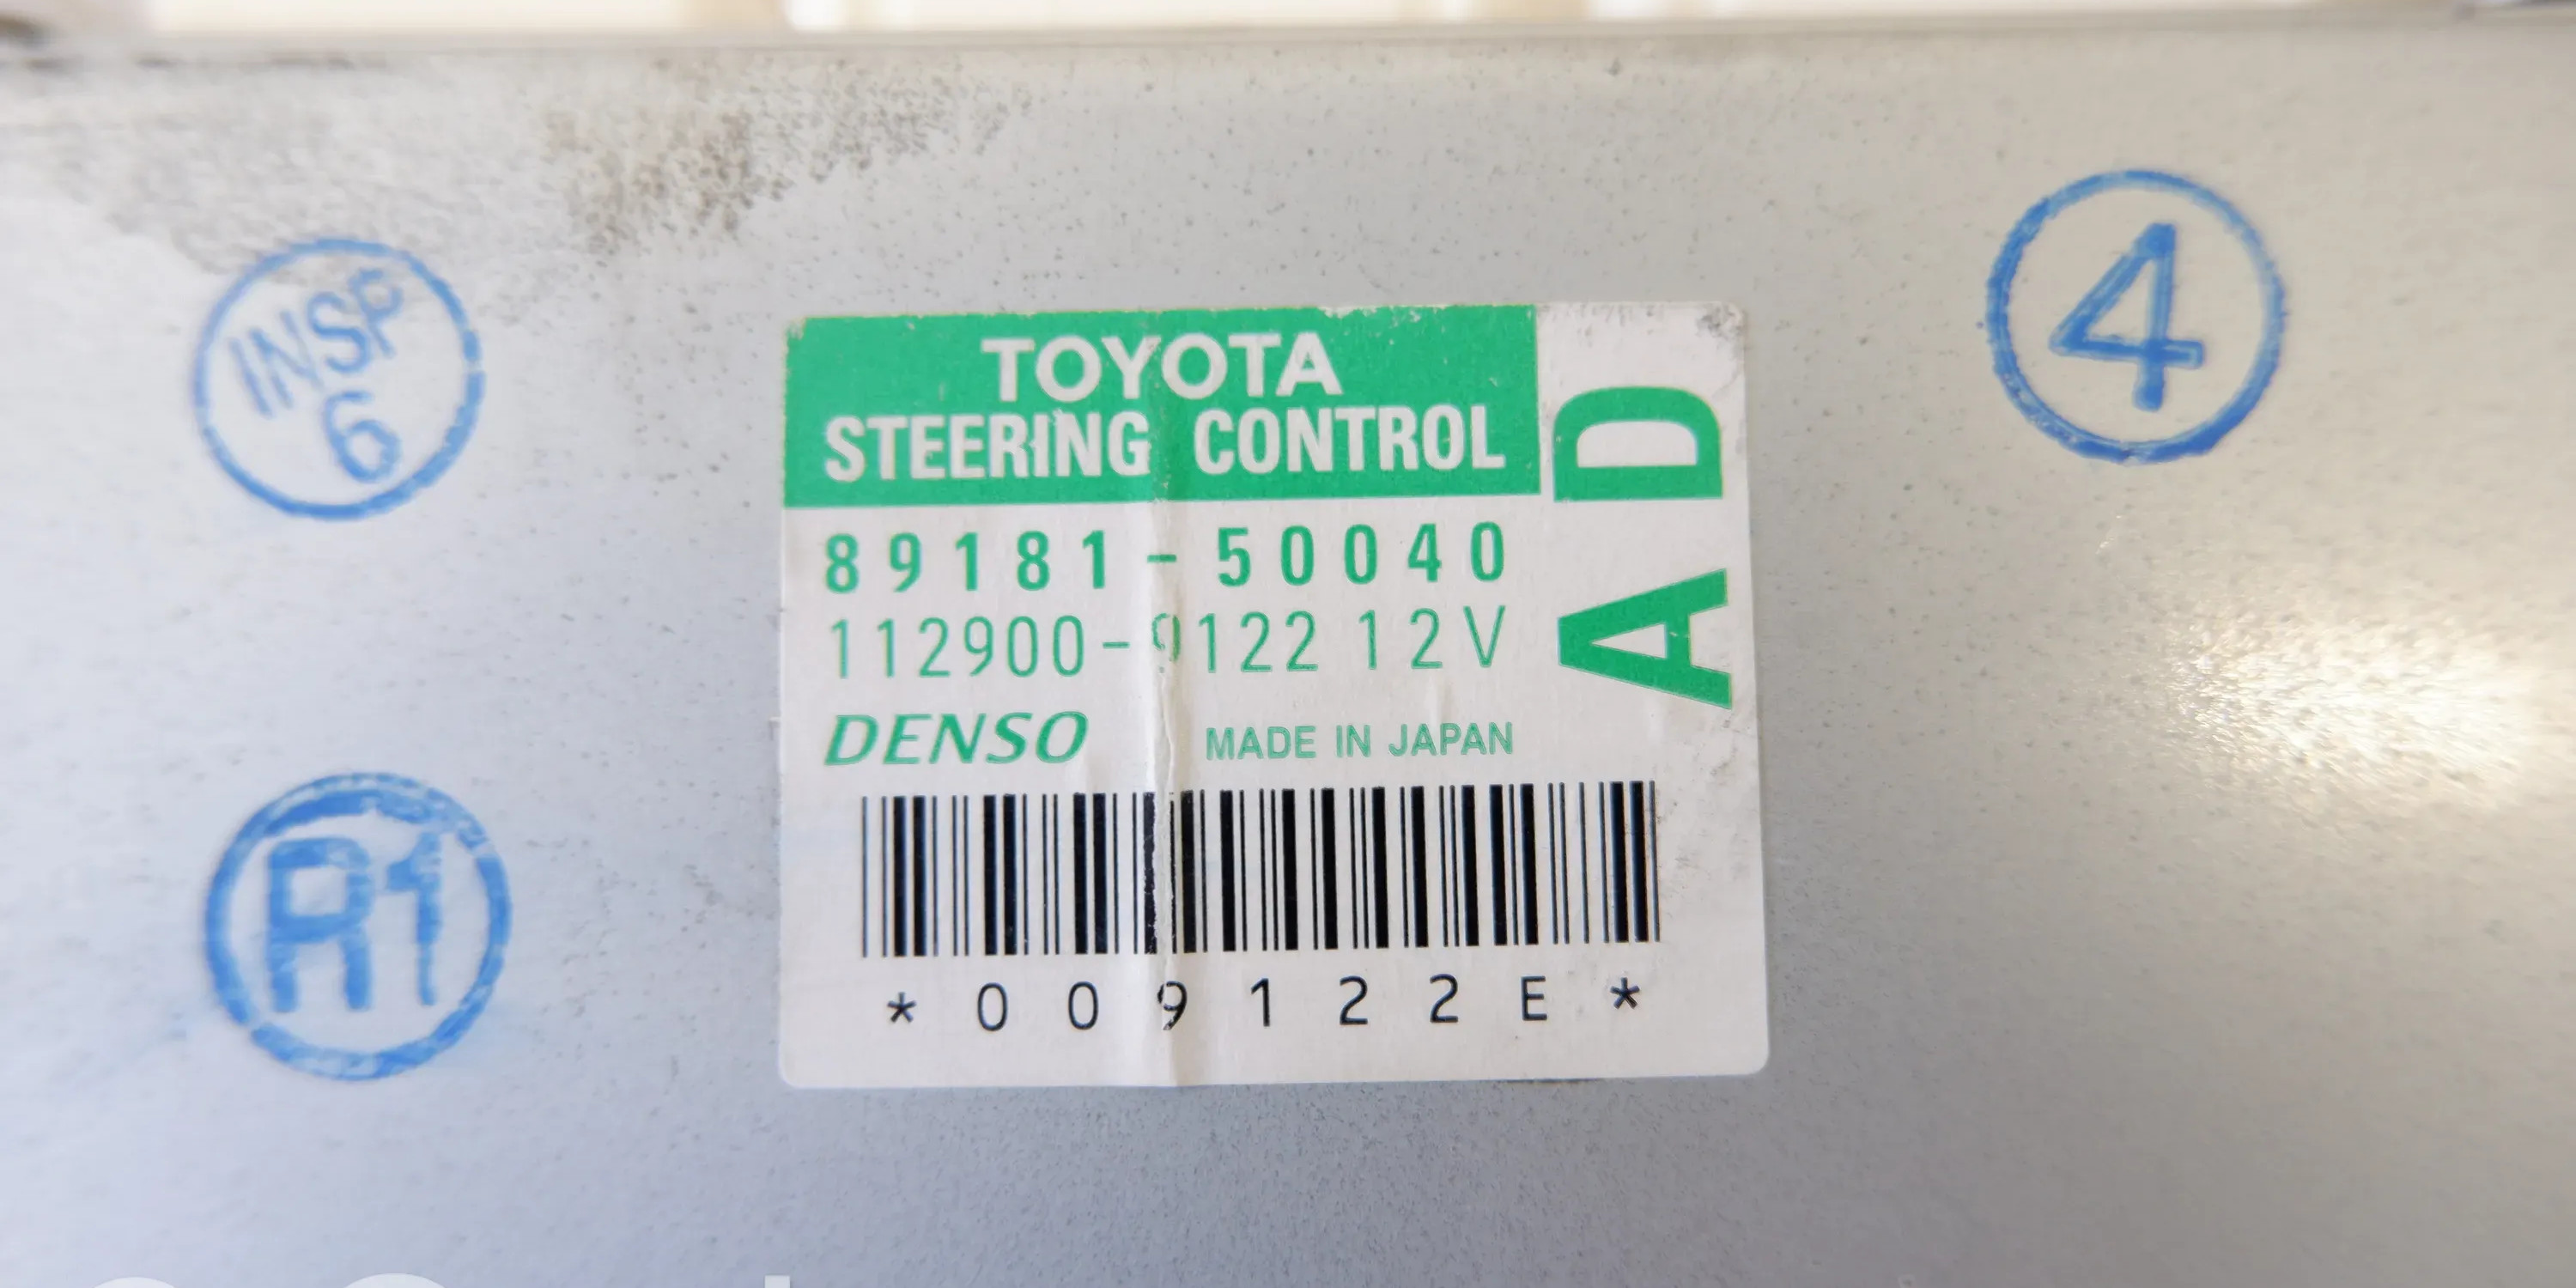 INSP
6
4
TOYOTA
STEERING CONTROL
AD
89181-50040
112900-9122 12V
DENSO MADE IN JAPAN
R1
*009122E*